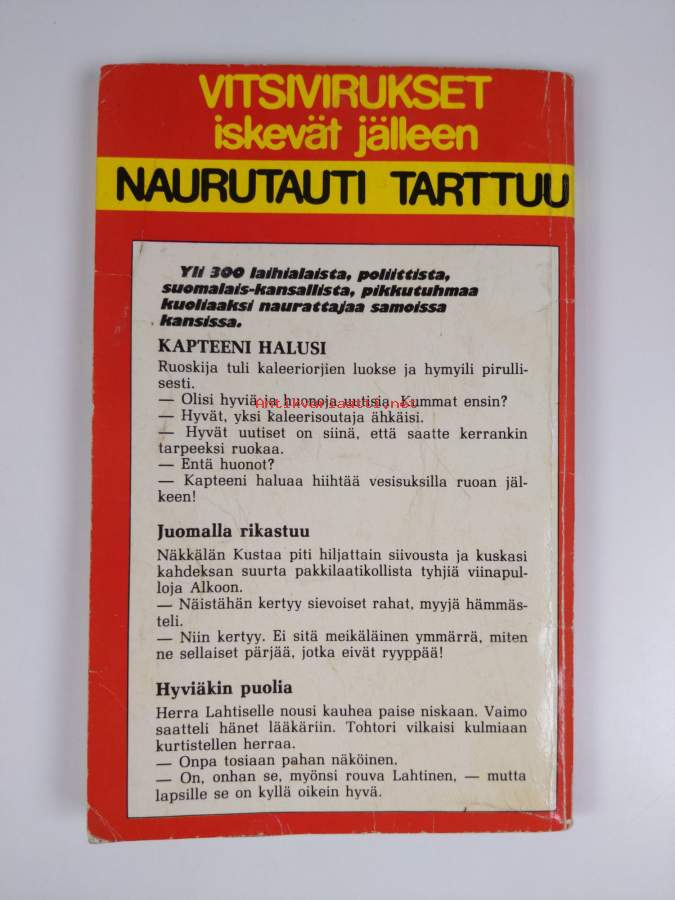 VITSIVIRUKSET
iskevät jälleen
NAURUTAUTI TARTTUU
Yli 300 laihialaista, poliittista,
suomalais-kansallista, pikkutuhmaa
kuoliaaksi naurattajaa samoissa
kansissa.
KAPTEENI HALUSI
Ruoskija tuli kaleeriorjien luokse ja hymyili pirulli-
sesti.
— Olisi hyviä ja huonoja uutisia. Kummat ensin?
Antikvariaatti.net
— Hyvät, yksi kaleerisoutaja ähkäisi.
— Hyvät uutiset on siinä, että saatte kerrankin
tarpeeksi ruokaa.
— Entä huonot?
— Kapteeni haluaa hiihtää vesisuksilla ruoan jäl-
keen!
Juomalla rikastuu
Näkkälän Kustaa piti hiljattain siivousta ja kuskasi
kahdeksan suurta pakkilaatikollista tyhjiä viinapul-
loja Alkoon.
— Näistähän kertyy sievoiset rahat, myyjä hämmäs-
teli.
— Niin kertyy. Ei sitä meikäläinen ymmärrä, miten
ne sellaiset pärjää, jotka eivät ryyppää!
Hyviäkin puolia
Herra Lahtiselle nousi kauhea paise niskaan. Vaimo
saatteli hänet lääkäriin. Tohtori vilkaisi kulmiaan
kurtistellen herraa.
— Onpa tosiaan pahan näköinen.
— On, onhan se, myönsi rouva Lahtinen, — mutta
lapsille se on kyllä oikein hyvä.